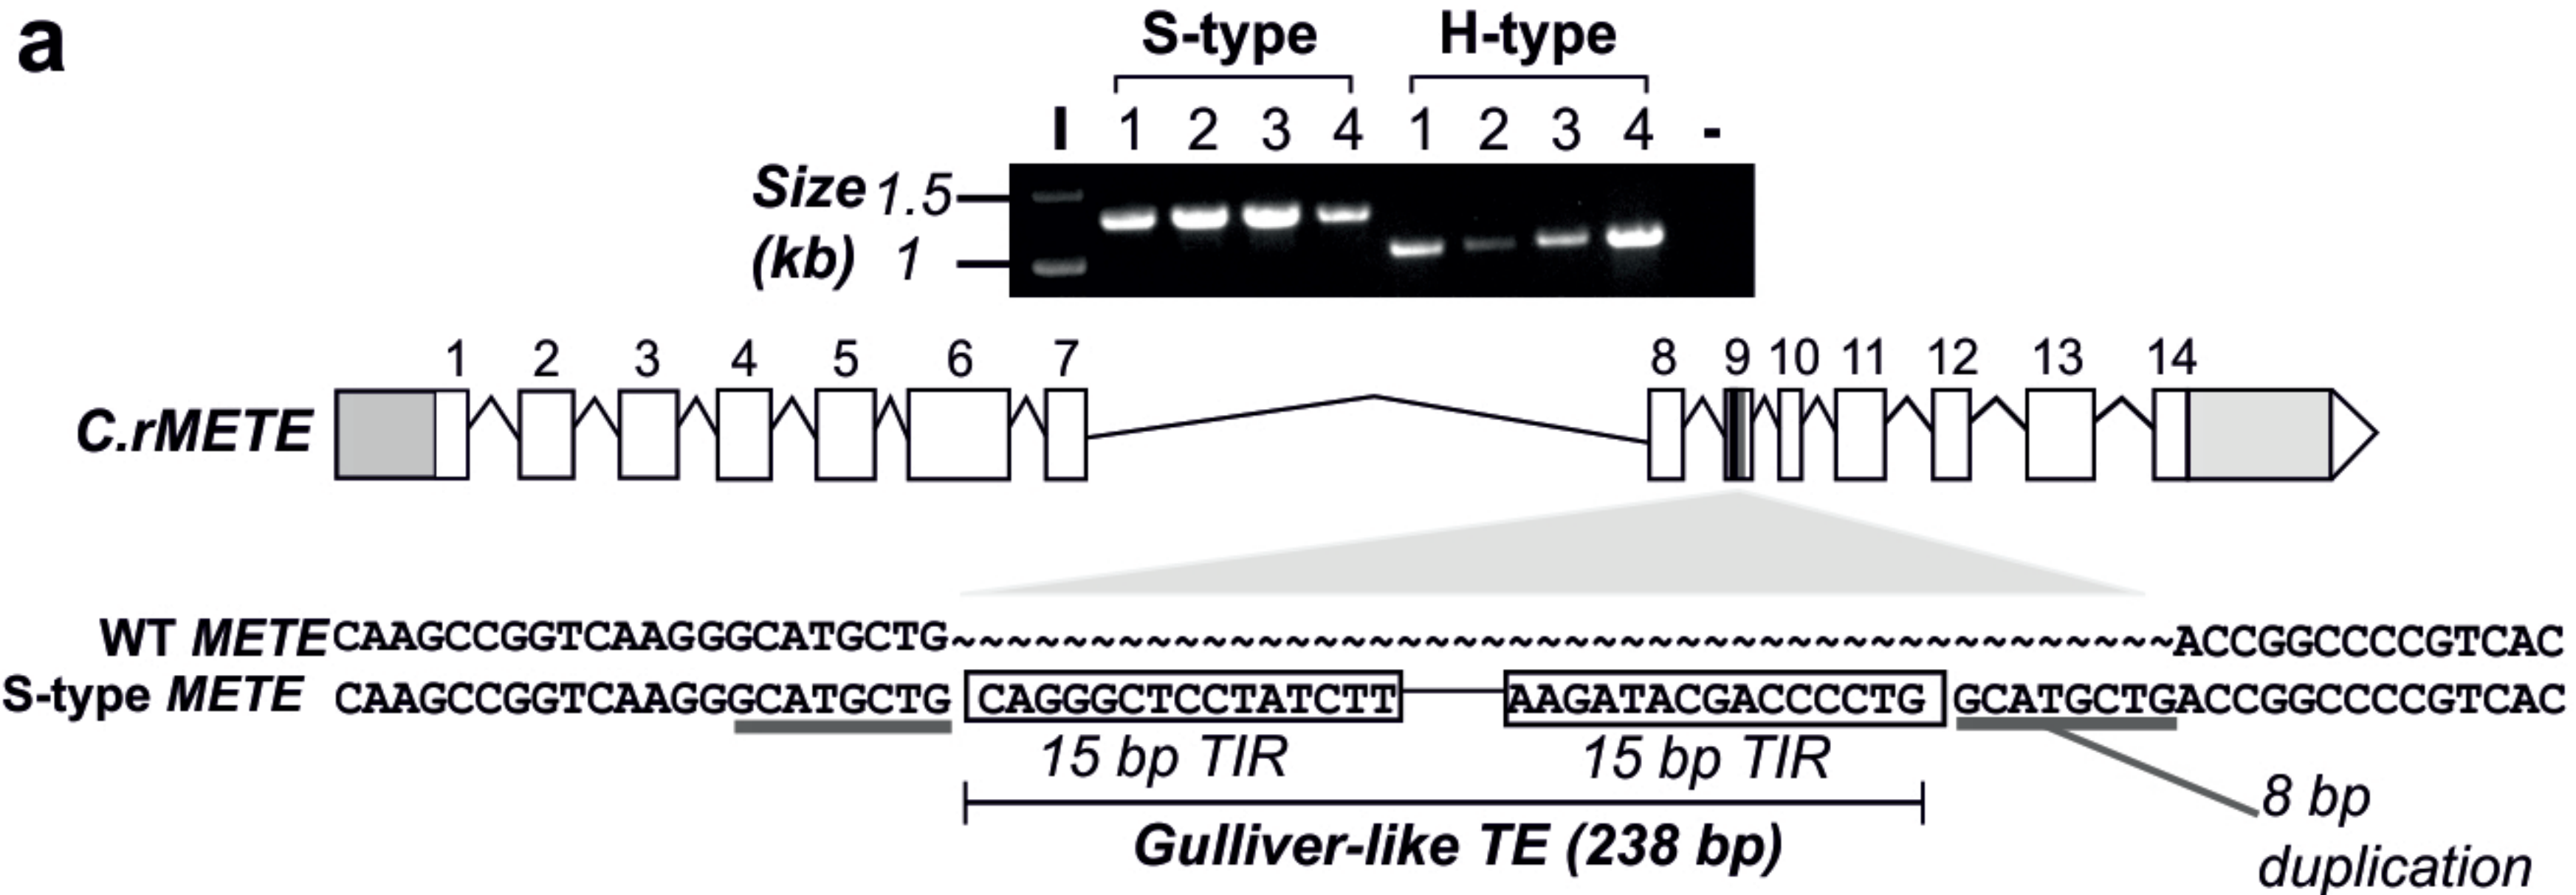 a
S-type H-type
I 1 2 3 4 1 2 3 4 -
Size 1.5
(kb) 1
1 2 3 4 5 6 7 8 9 10 11 12 13 14
C.rMETE
WT METE CAAGCCGGTCAAGGGCATGCTG~~~~~~~~~~~~~~~~~~~~~~~~~~~~~~~~~~~~~~~~~~~~ACCGGCCCCCGTCAC
S-type METE CAAGCCGGTCAAGGGCATGCTG CAGGGCTCCTATCTT AAGATACGACCCCTG GCATGCTGACCGGCCCCCGTCAC
15 bp TIR 15 bp TIR
8 bp
Gulliver-like TE (238 bp)
duplication